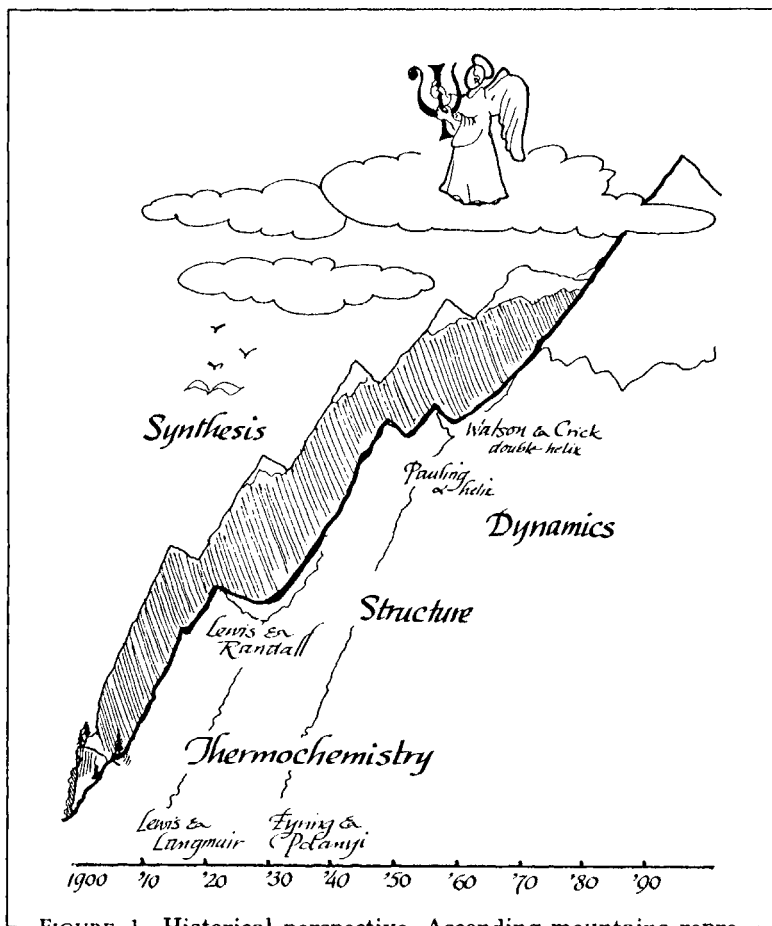 Synthesis
Watson & Crick
double helix
Pauling
α-helix
Dynamics
Structure
Lewis &
Randall
Thermochemistry
Lewis &
Langmuir
Eyring &
Polanyi
1900 '10 '20 '30 '40 '50 '60 '70 '80 '90
FIGURE 1. Historical perspective. Ascending mountains repre-